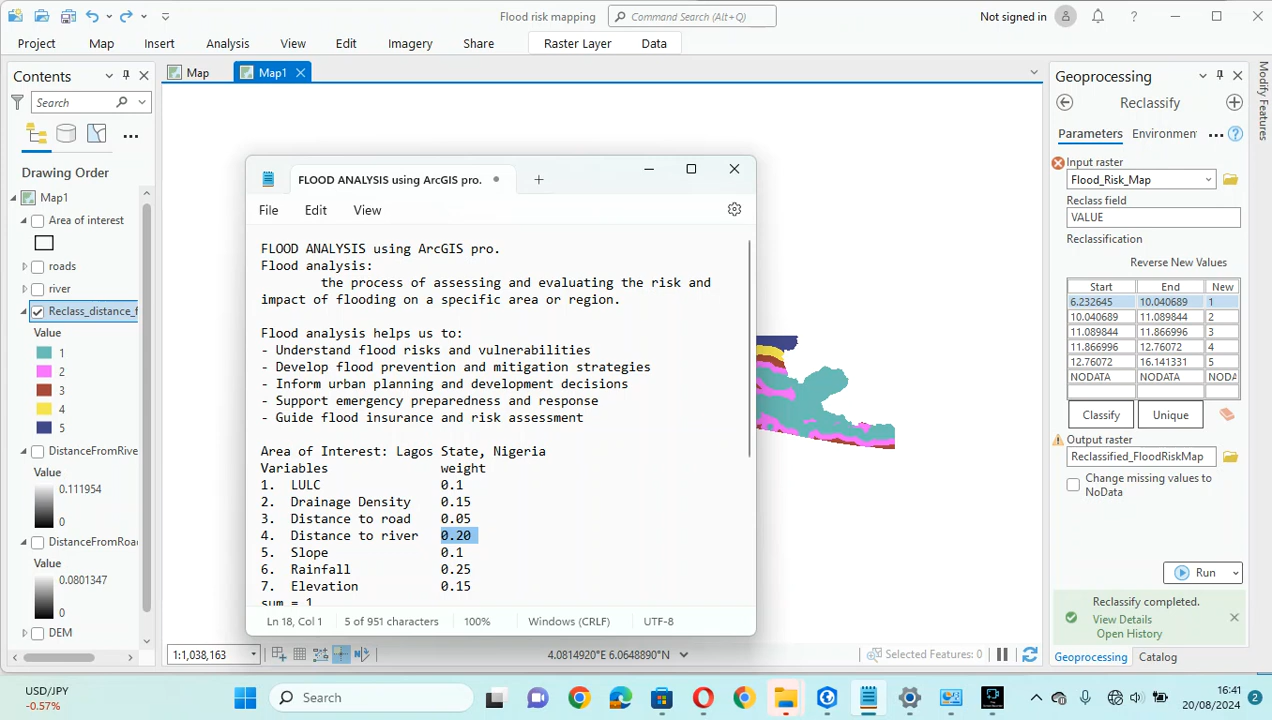 Flood risk mapping
Command Search (Alt+Q)
Not signed in
?
Project
Map
Insert
Analysis
View
Edit
Imagery
Share
Raster Layer
Data
Contents
Search
Drawing Order
Map1
Area of interest
roads
river
Reclass_distance_f
Value
1
2
3
4
5
DistanceFromRive
Value
0.111954
0
DistanceFromRoad
Value
0.0801347
0
DEM
Map
Map1
FLOOD ANALYSIS using ArcGIS pro.
File
Edit
View
FLOOD ANALYSIS using ArcGIS pro.
Flood analysis:
the process of assessing and evaluating the risk and
impact of flooding on a specific area or region.
Flood analysis helps us to:
- Understand flood risks and vulnerabilities
- Develop flood prevention and mitigation strategies
- Inform urban planning and development decisions
- Support emergency preparedness and response
- Guide flood insurance and risk assessment
Area of Interest: Lagos State, Nigeria
Variables weight
1. LULC 0.1
2. Drainage Density 0.15
3. Distance to road 0.05
4. Distance to river 0.20
5. Slope 0.1
6. Rainfall 0.25
7. Elevation 0.15
sum = 1
Ln 18, Col 1
5 of 951 characters
100%
Windows (CRLF)
UTF-8
1:1,038,163
4.0814920°E 6.0648890°N
Selected Features: 0
Geoprocessing
Reclassify
Parameters
Environmen
?
Input raster
Flood_Risk_Map
Reclass field
VALUE
Reclassification
Reverse New Values
Start End New
6.232645 10.040689 1
10.040689 11.089844 2
11.089844 11.866996 3
11.866996 12.76072 4
12.76072 16.141331 5
NODATA NODATA NODA
Classify
Unique
Output raster
Reclassified_FloodRiskMap
Change missing values to
NoData
Run
Reclassify completed.
View Details
Open History
Geoprocessing
Catalog
Modify Features
USD/JPY
-0.57%
Search
16:41
20/08/2024
2